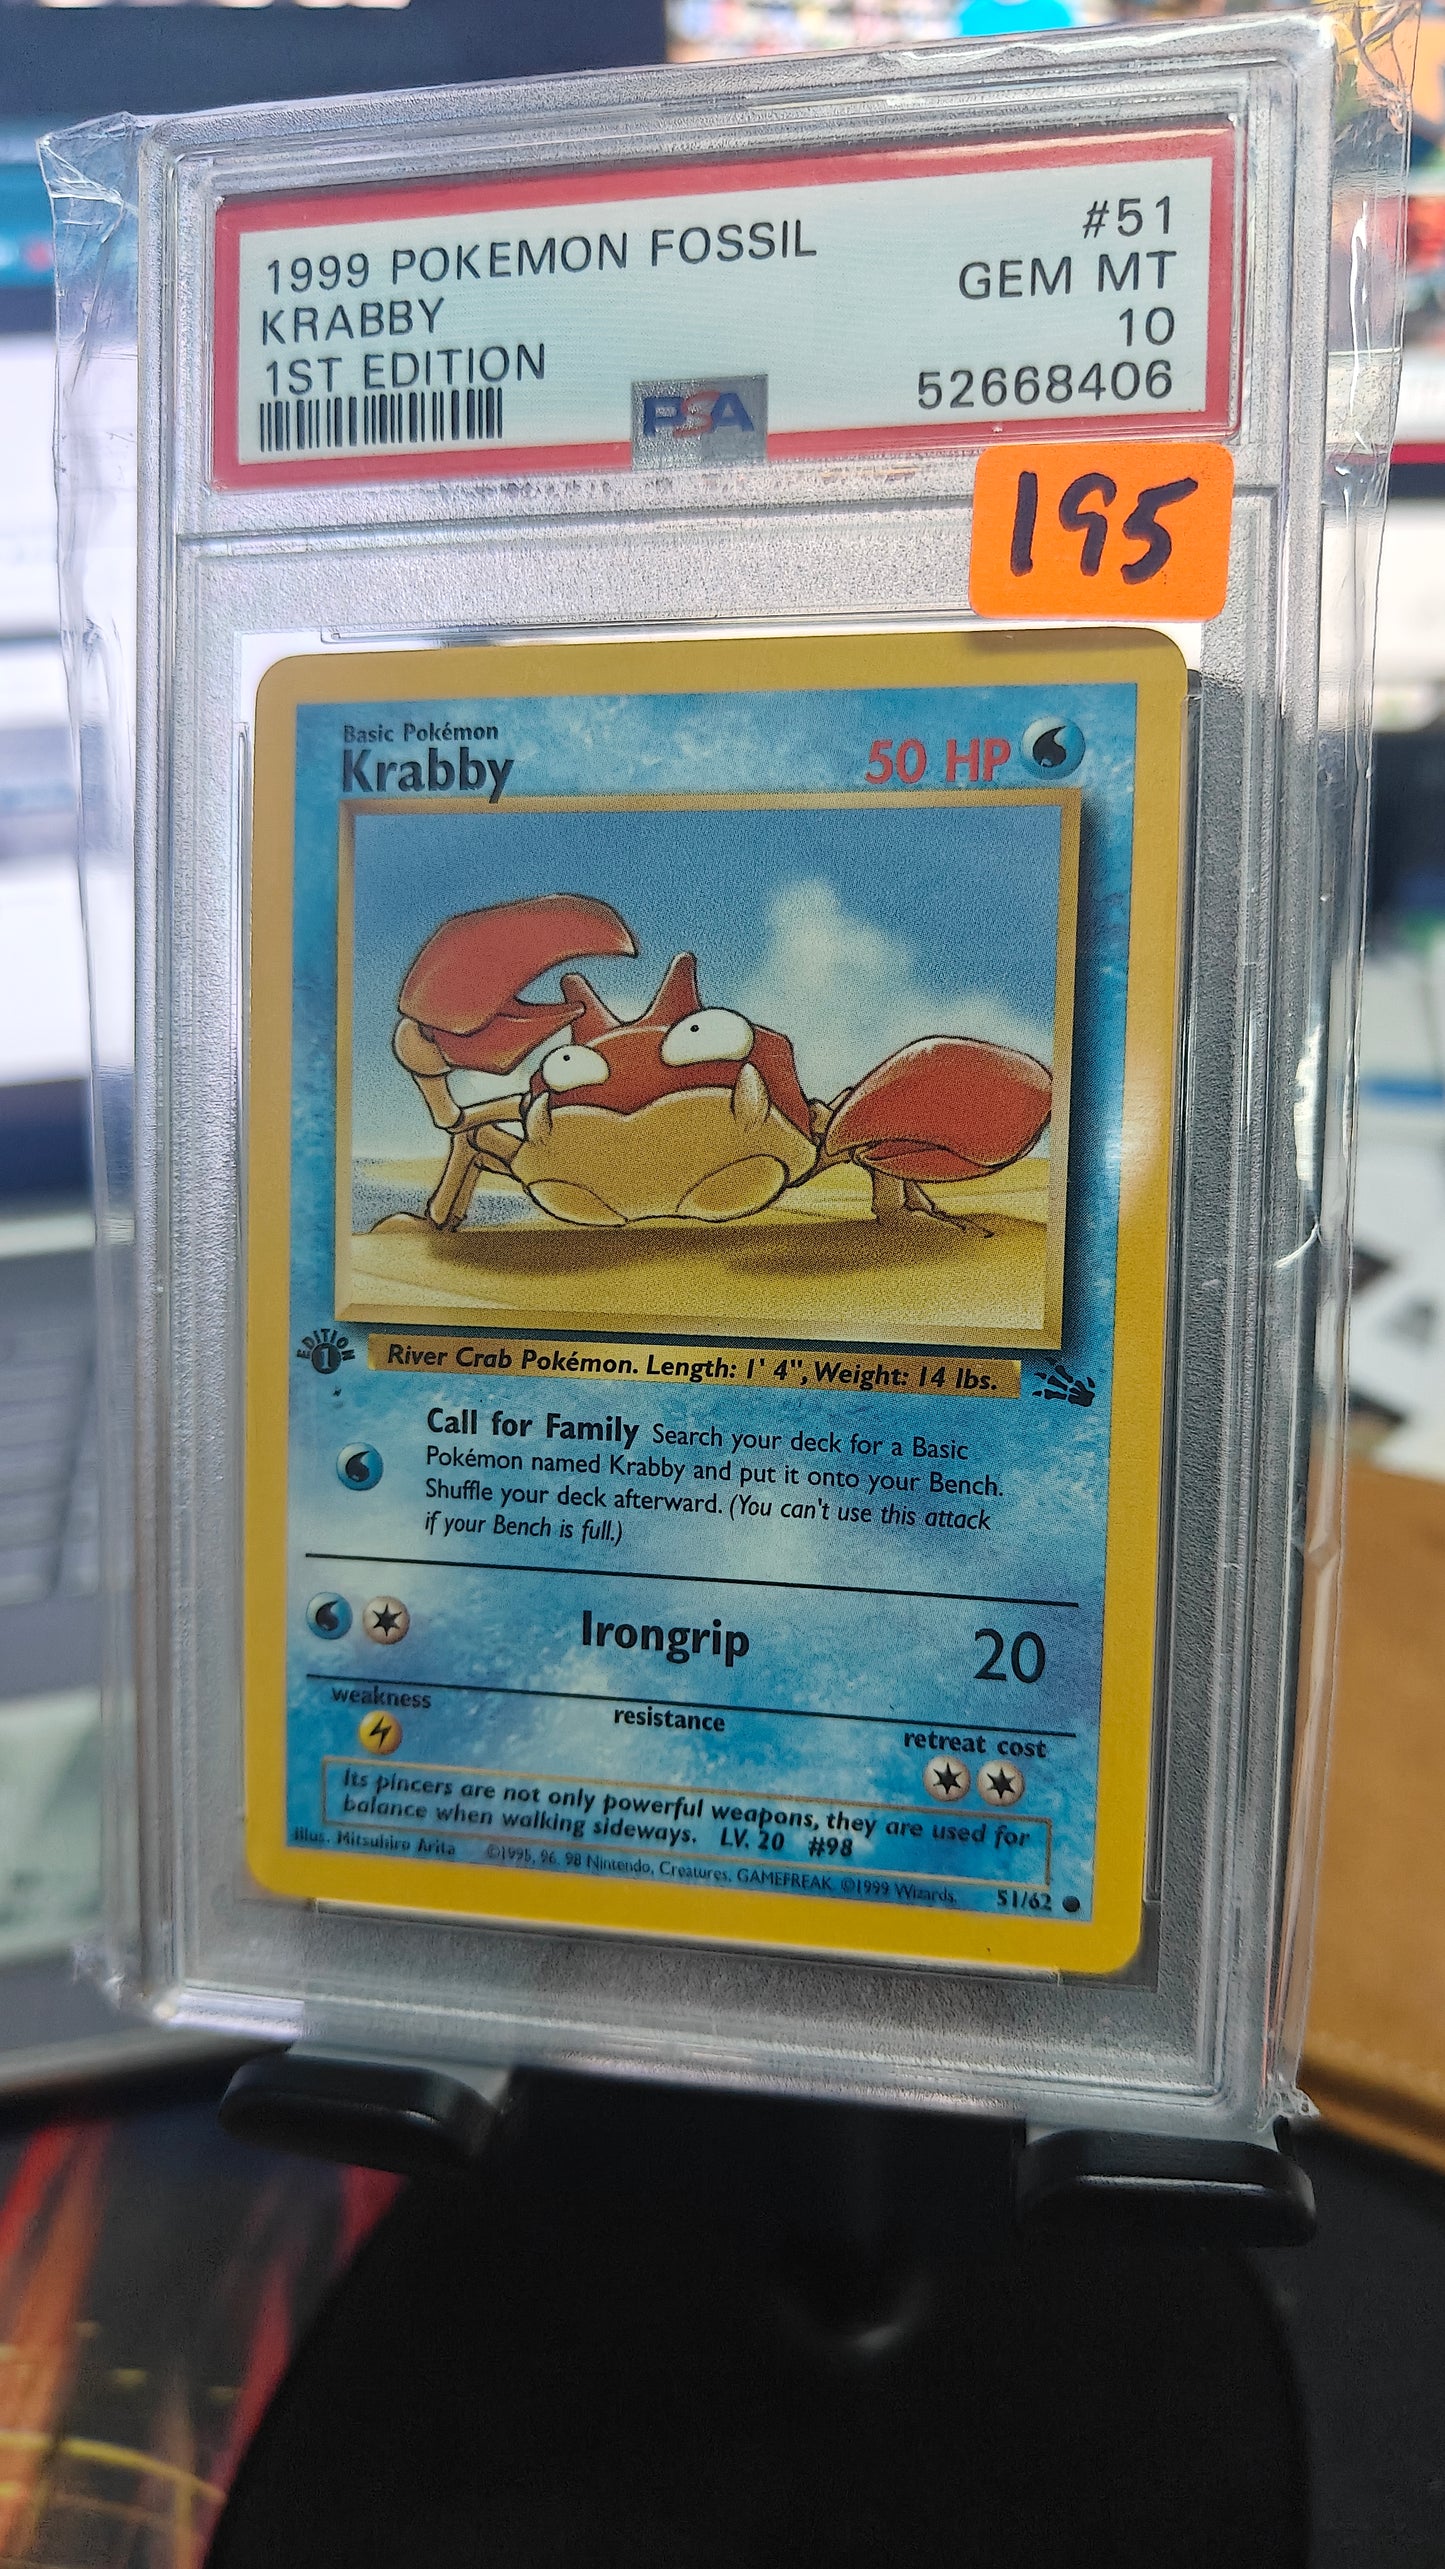 1999 POKEMON FOSSIL #51
KRABBY GEM MT
1ST EDITION 10
52668406
PSA
195
Basic Pokémon
Krabby 50 HP
EDITION
1
River Crab Pokémon. Length: 1' 4", Weight: 14 lbs.
Call for Family Search your deck for a Basic
Pokémon named Krabby and put it onto your Bench.
Shuffle your deck afterward. (You can't use this attack
if your Bench is full.)
Irongrip 20
weakness resistance retreat cost
Its pincers are not only powerful weapons, they are used for
balance when walking sideways. LV. 20 #98
Illus. Mitsuhiro Arita ©1995, 96, 98 Nintendo, Creatures, GAMEFREAK. ©1999 Wizards. 51/62